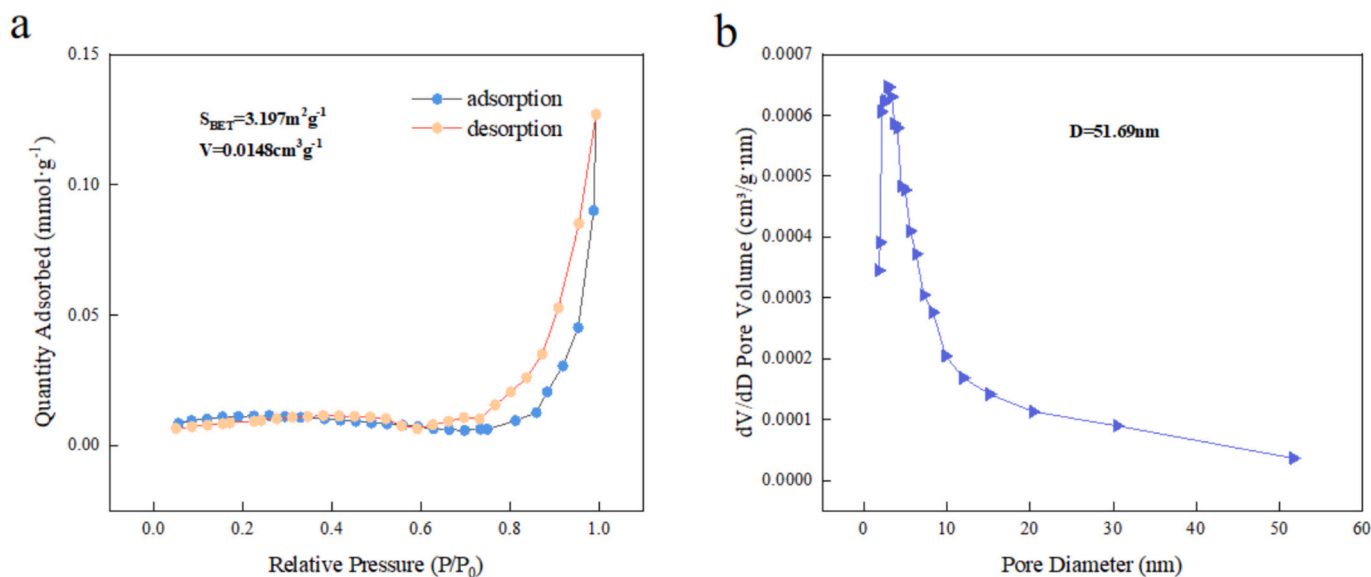 a
0.15
0.10
0.05
0.00
Quantity Adsorbed (mmol·g⁻¹)
S_BET=3.197m²g⁻¹
V=0.0148cm³g⁻¹
adsorption
desorption
0.0 0.2 0.4 0.6 0.8 1.0
Relative Pressure (P/P₀)
b
0.0007
0.0006
0.0005
0.0004
0.0003
0.0002
0.0001
0.0000
dV/dD Pore Volume (cm³/g·nm)
D=51.69nm
0 10 20 30 40 50 60
Pore Diameter (nm)